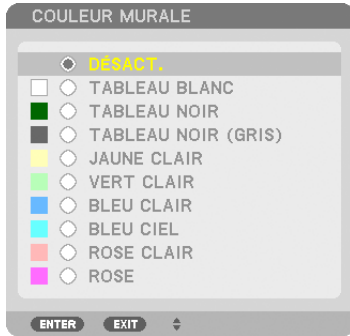 COULEUR MURALE
DÉSACT.
TABLEAU BLANC
TABLEAU NOIR
TABLEAU NOIR (GRIS)
JAUNE CLAIR
VERT CLAIR
BLEU CLAIR
BLEU CIEL
ROSE CLAIR
ROSE
ENTER EXIT